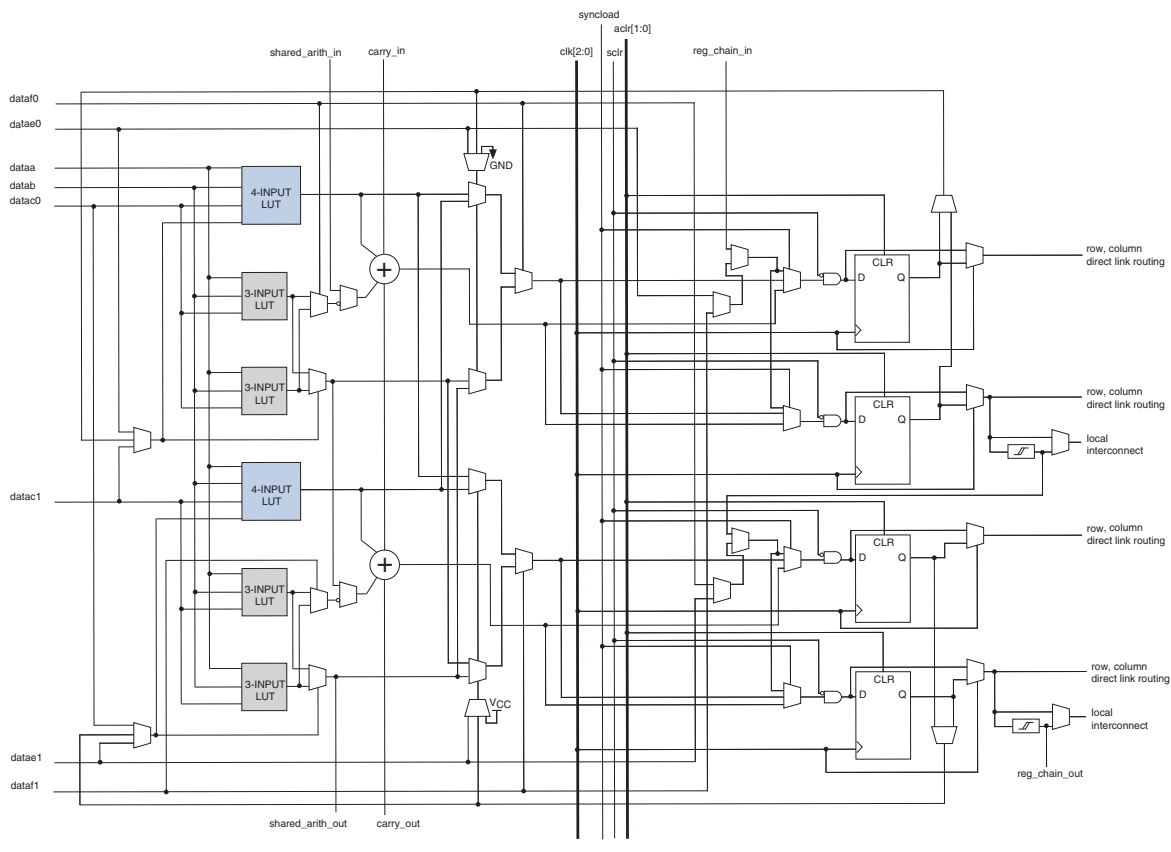 syncload
aclr[1:0]
shared_arith_in
carry_in
clk[2:0]
sclr
reg_chain_in
dataf0
datae0
dataa
datab
datac0
GND
4-INPUT
LUT
+
3-INPUT
LUT
3-INPUT
LUT
CLR
D
Q
row, column
direct link routing
CLR
D
Q
row, column
direct link routing
local
interconnect
datac1
4-INPUT
LUT
+
3-INPUT
LUT
3-INPUT
LUT
CLR
D
Q
row, column
direct link routing
CLR
D
Q
row, column
direct link routing
VCC
local
interconnect
datae1
dataf1
reg_chain_out
shared_arith_out
carry_out